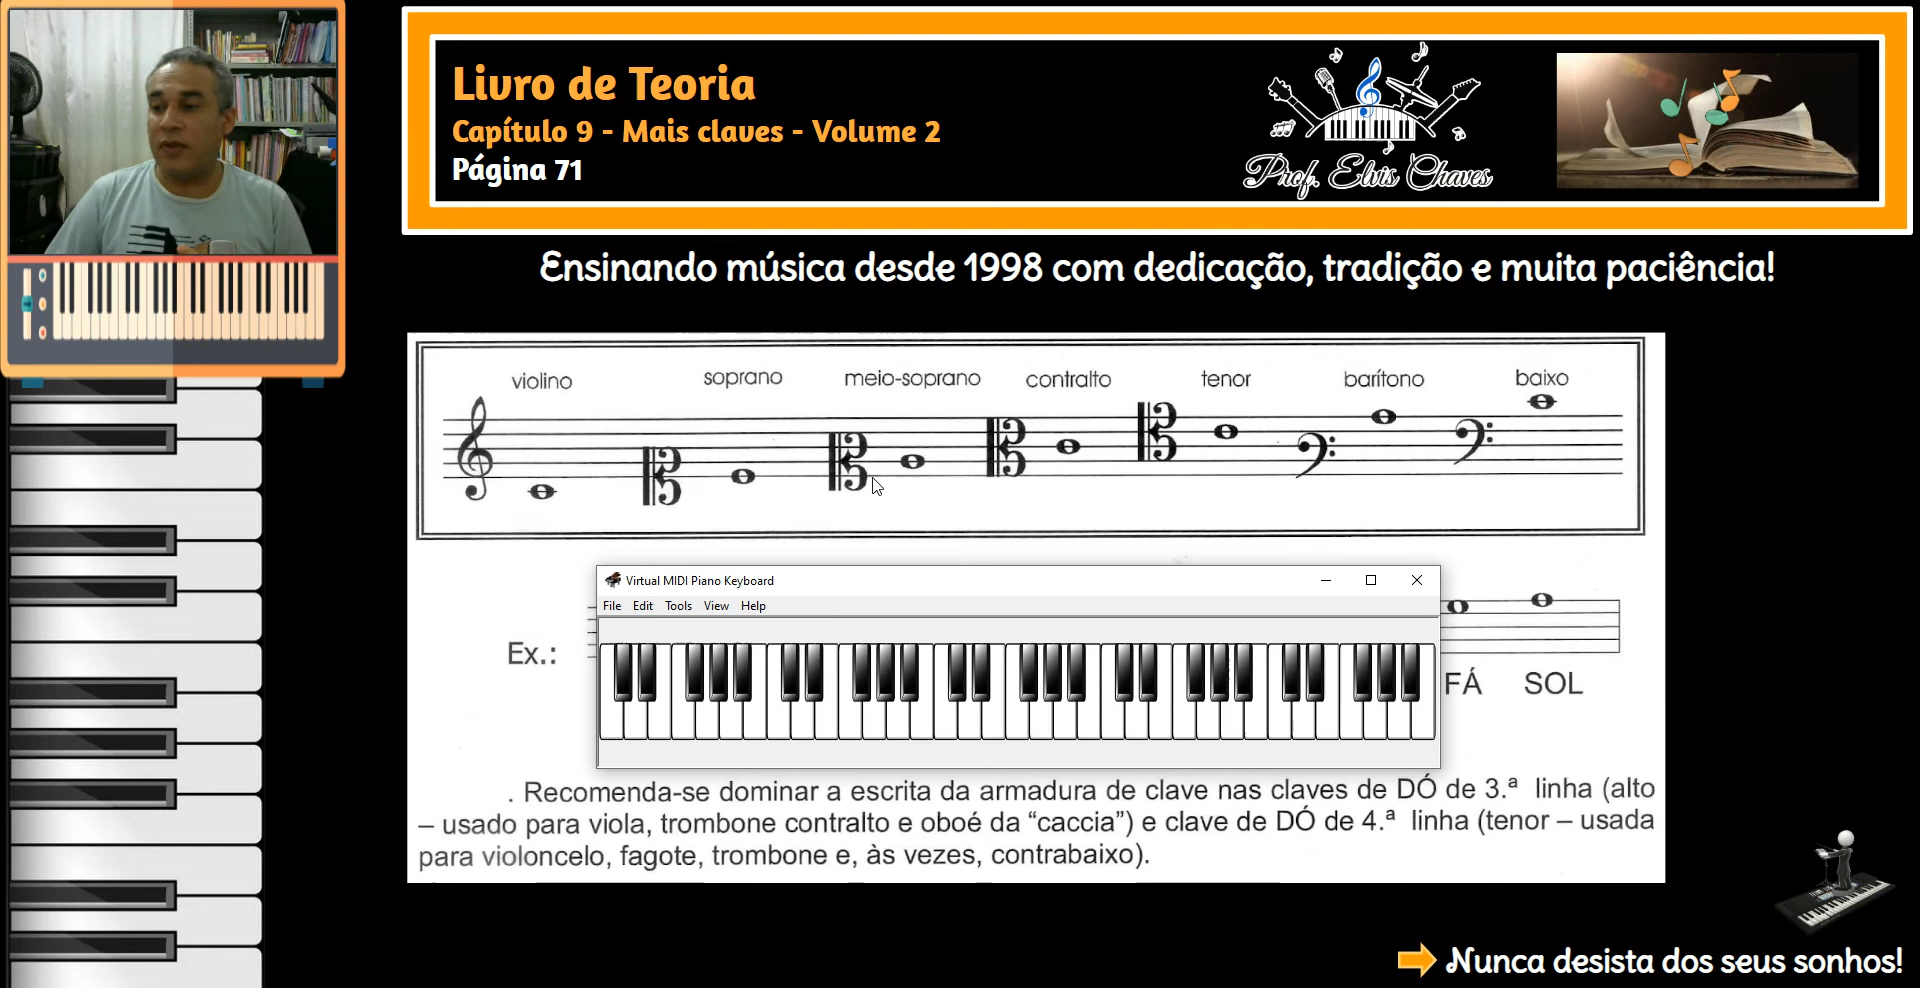 Livro de Teoria
Capítulo 9 - Mais claves - Volume 2
Página 71
Prof. Elvis Chaves
Ensinando música desde 1998 com dedicação, tradição e muita paciência!
violino soprano meio-soprano contralto tenor barítono baixo
Virtual MIDI Piano Keyboard
File Edit Tools View Help
Ex.:
FÁ SOL
. Recomenda-se dominar a escrita da armadura de clave nas claves de DÓ de 3.ª linha (alto
– usado para viola, trombone contralto e oboé da “caccia”) e clave de DÓ de 4.ª linha (tenor – usada
para violoncelo, fagote, trombone e, às vezes, contrabaixo).
Nunca desista dos seus sonhos!